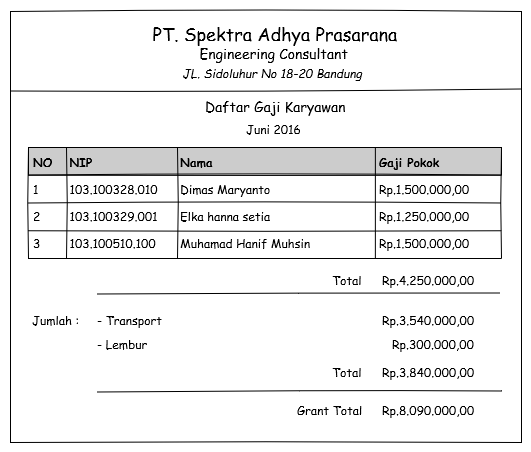 PT. Spektra Adhya Prasarana
Engineering Consultant
JL. Sidoluhur No 18-20 Bandung
Daftar Gaji Karyawan
Juni 2016
NO NIP Nama Gaji Pokok
1 103.100328.010 Dimas Maryanto Rp.1.500.000,00
2 103.100329.001 Elka hanna setia Rp.1.250.000,00
3 103.100510.100 Muhamad Hanif Muhsin Rp.1.500.000,00
Total Rp.4.250.000,00
Jumlah : - Transport Rp.3.540.000,00
- Lembur Rp.300.000,00
Total Rp.3.840.000,00
Grant Total Rp.8.090.000,00